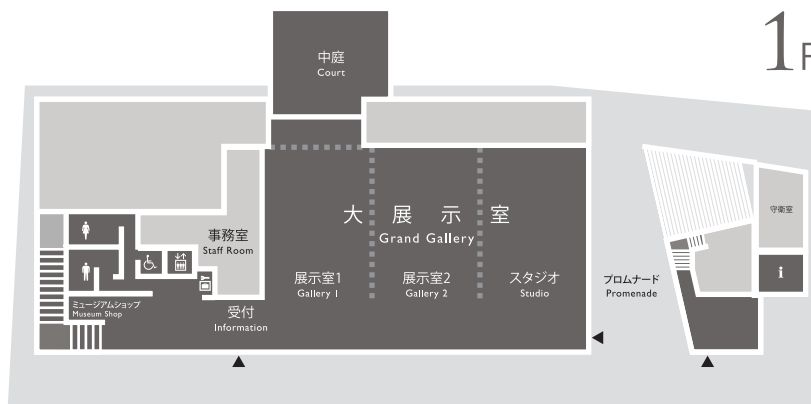 1F
中庭
Court
大展示室
Grand Gallery
事務室
Staff Room
展示室1
Gallery 1
展示室2
Gallery 2
スタジオ
Studio
ミュージアムショップ
Museum Shop
受付
Information
プロムナード
Promenade
守衛室
i